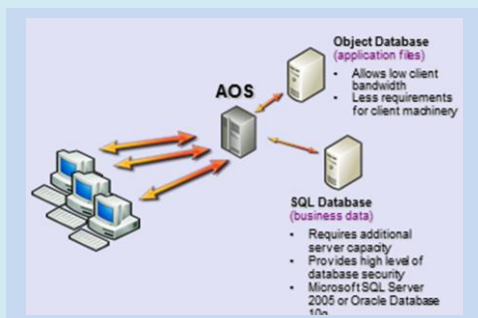 Object Database
(application files)
• Allows low client
bandwidth
• Less requirements
for client machinery
AOS
SQL Database
(business data)
• Requires additional
server capacity
• Provides high level of
database security
• Microsoft SQL Server
2005 or Oracle Database
10g